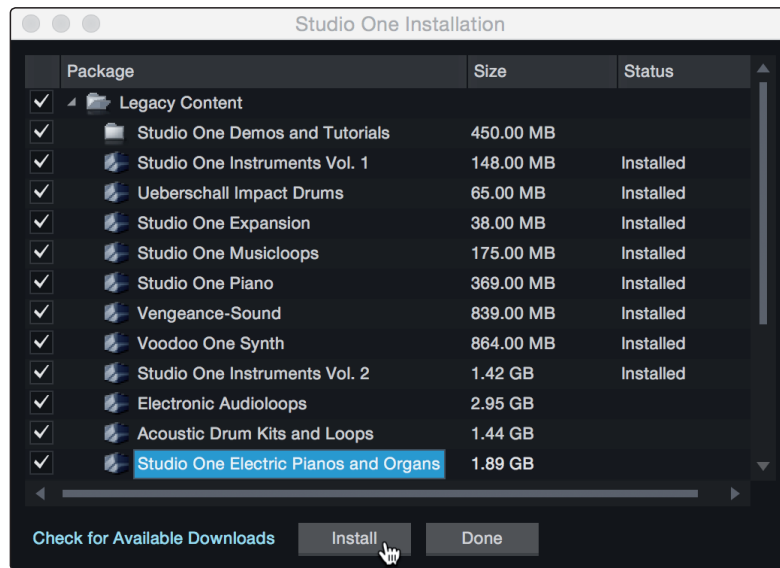 Studio One Installation
Package Size Status
Legacy Content
Studio One Demos and Tutorials 450.00 MB
Studio One Instruments Vol. 1 148.00 MB Installed
Ueberschall Impact Drums 65.00 MB Installed
Studio One Expansion 38.00 MB Installed
Studio One Musicloops 175.00 MB Installed
Studio One Piano 369.00 MB Installed
Vengeance-Sound 839.00 MB Installed
Voodoo One Synth 864.00 MB Installed
Studio One Instruments Vol. 2 1.42 GB Installed
Electronic Audioloops 2.95 GB
Acoustic Drum Kits and Loops 1.44 GB
Studio One Electric Pianos and Organs 1.89 GB
Check for Available Downloads Install Done